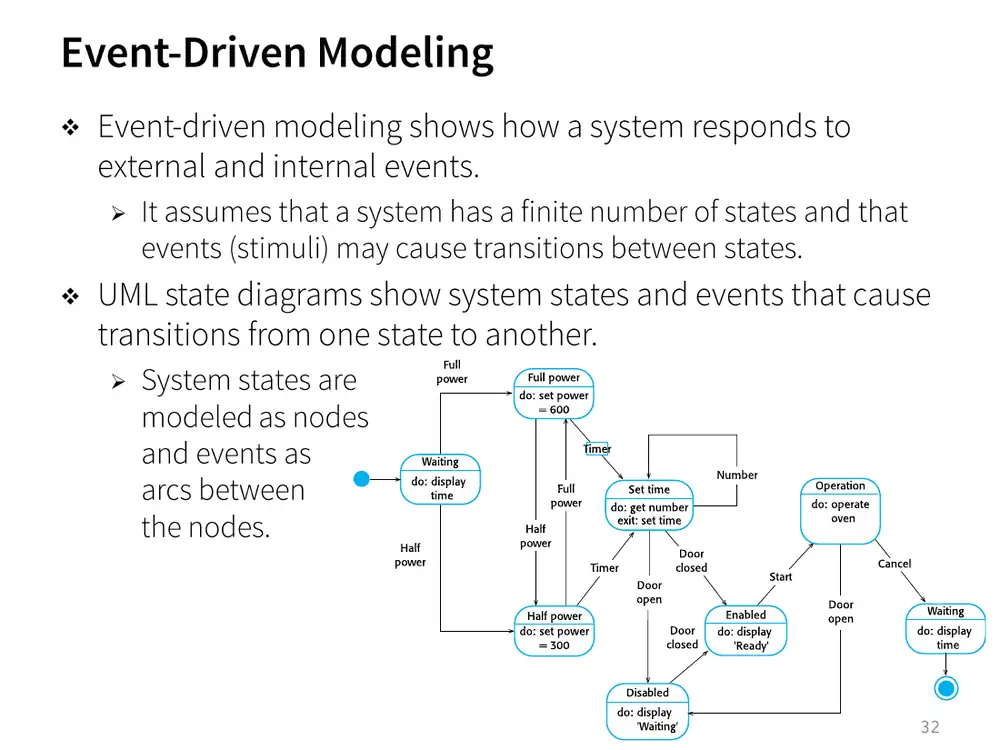 Event-Driven Modeling
❖ Event-driven modeling shows how a system responds to
external and internal events.
➢ It assumes that a system has a finite number of states and that
events (stimuli) may cause transitions between states.
❖ UML state diagrams show system states and events that cause
transitions from one state to another.
➢ System states are
modeled as nodes
and events as
arcs between
the nodes.
Full
power
Full power
do: set power
= 600
Timer
Waiting
do: display
time
Number
Set time
do: get number
exit: set time
Operation
do: operate
oven
Full
power
Half
power
Half
power
Timer
Door
closed
Door
open
Start
Cancel
Door
open
Half power
do: set power
= 300
Door
closed
Enabled
do: display
'Ready'
Waiting
do: display
time
Disabled
do: display
'Waiting'
32